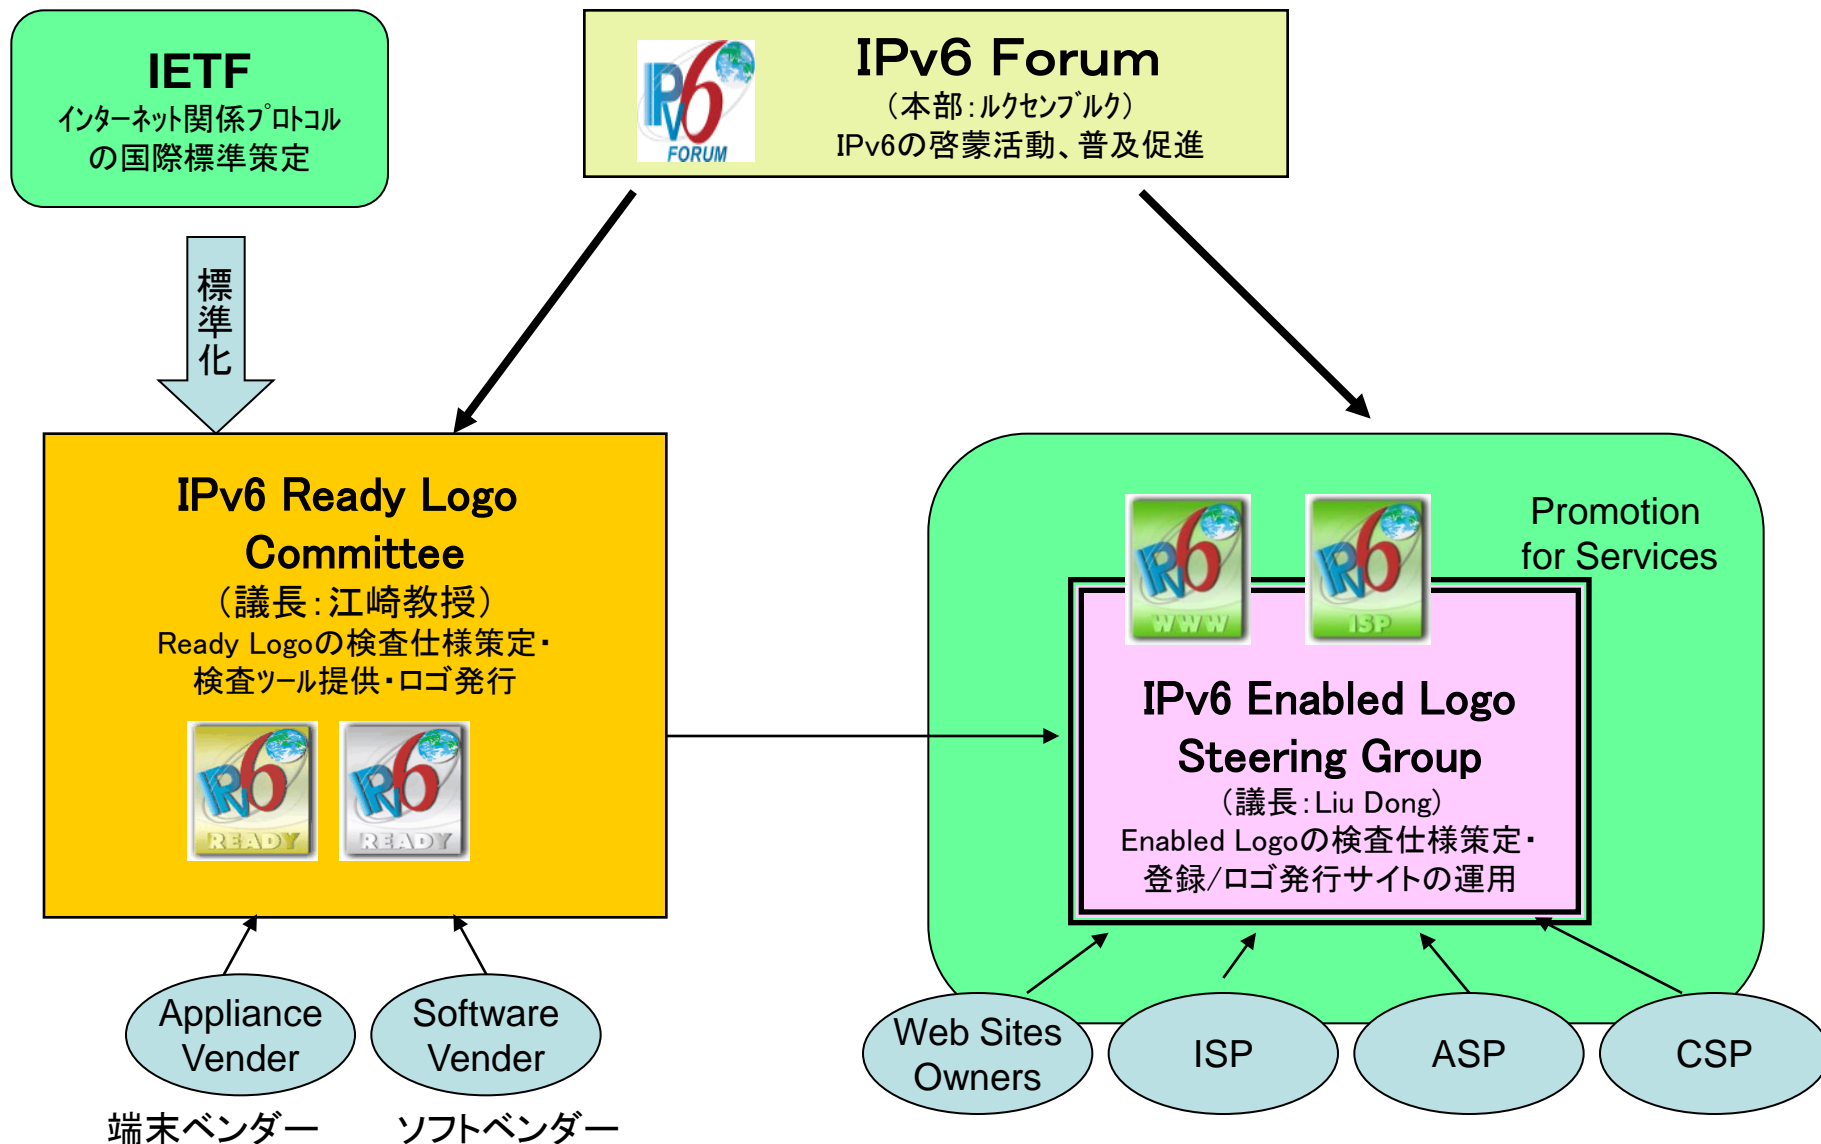 IETF
インターネット関係プロトコル
の国際標準策定
IPv6
FORUM
IPv6 Forum
（本部：ルクセンブルク）
IPv6の啓蒙活動、普及促進
標準化
IPv6 Ready Logo
Committee
（議長：江崎教授）
Ready Logoの検査仕様策定・
検査ツール提供・ロゴ発行
IPv6
READY
IPv6
READY
Promotion
for Services
IPv6
WWW
IPv6
ISP
IPv6 Enabled Logo
Steering Group
（議長：Liu Dong)
Enabled Logoの検査仕様策定・
登録/ロゴ発行サイトの運用
Appliance
Vender
Software
Vender
端末ベンダー
ソフトベンダー
Web Sites
Owners
ISP
ASP
CSP